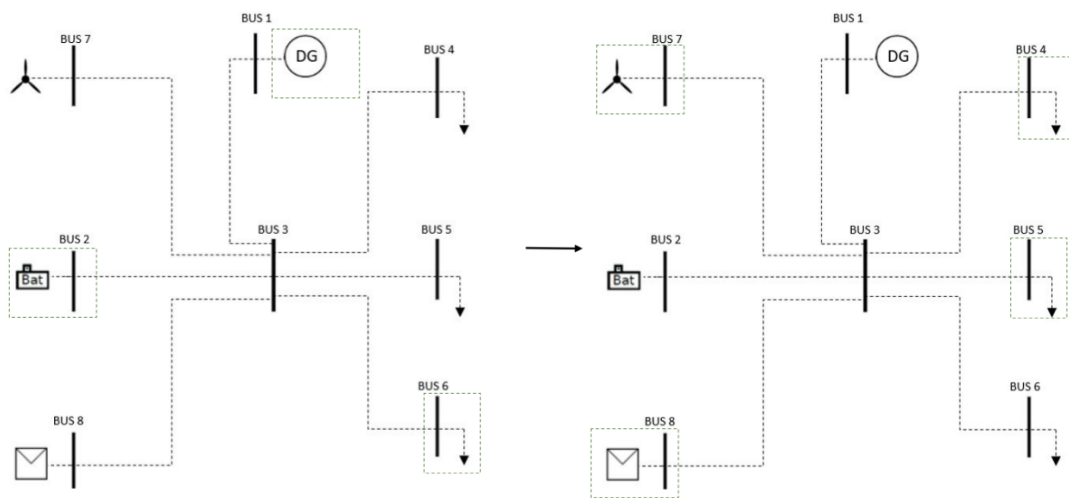 BUS 1
BUS 7
BUS 4
DG
BUS 2
BUS 3
BUS 5
Bat
BUS 6
BUS 8
BUS 1
BUS 7
BUS 4
DG
BUS 2
BUS 3
BUS 5
Bat
BUS 6
BUS 8